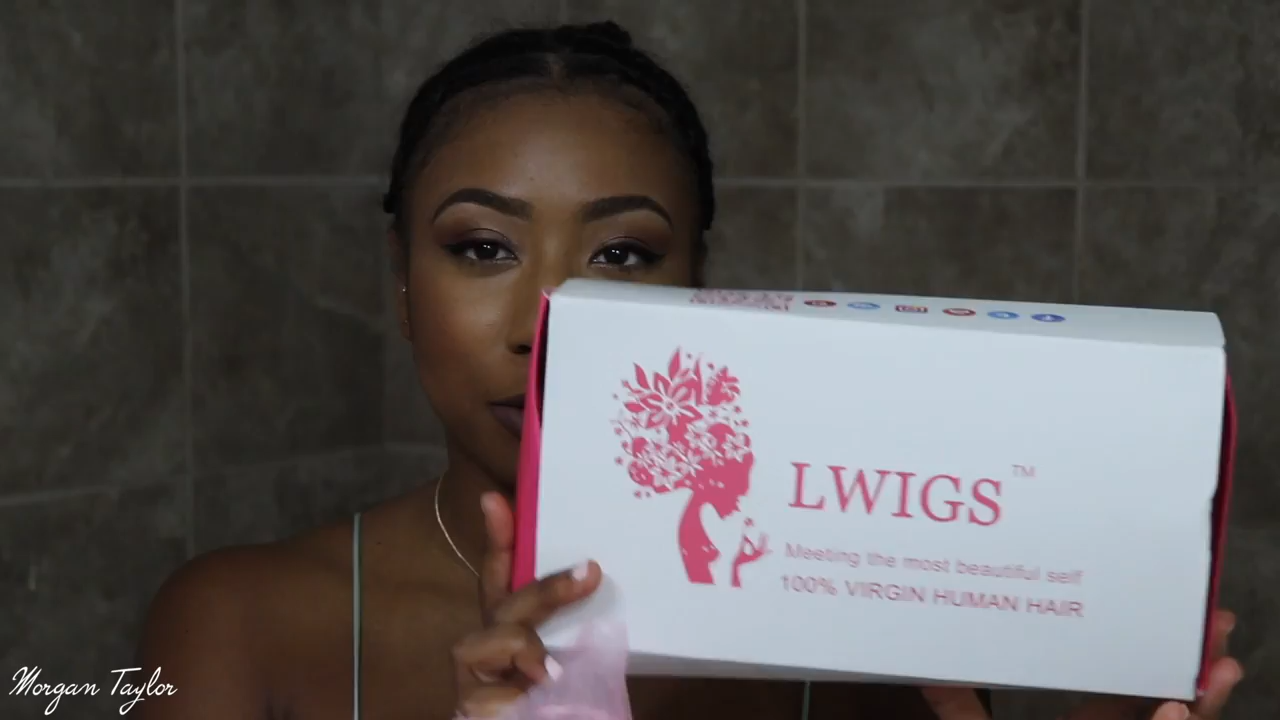 LWIGS™
Meeting the most beautiful self
100% VIRGIN HUMAN HAIR
Morgan Taylor